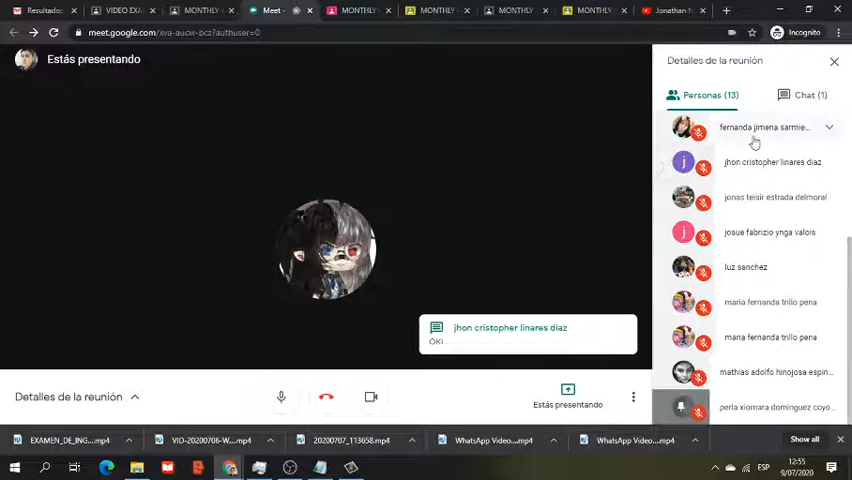 Resultados
VIDEO EXA
MONTHLY
Meet -
MONTHLY
MONTHLY
MONTHLY
MONTHLY
Jonathan
meet.google.com/xva-aucw-bcz?authuser=0
Incognito
Estás presentando
Detalles de la reunión
Personas (13)
Chat (1)
fernanda jimena sarmie...
jhon cristopher linares diaz
jonas teisir estrada delmoral
josue fabrizio ynga valois
luz sanchez
maria fernanda trillo pena
maria fernanda trillo pena
mathias adolfo hinojosa espin...
perla xiomara dominguez coyo...
jhon cristopher linares diaz
OKI
Detalles de la reunión
Estás presentando
EXAMEN_DE_ING....mp4
VID-20200706-W....mp4
20200707_113658.mp4
WhatsApp Video....mp4
WhatsApp Video....mp4
Show all
ESP
12:55
9/07/2020